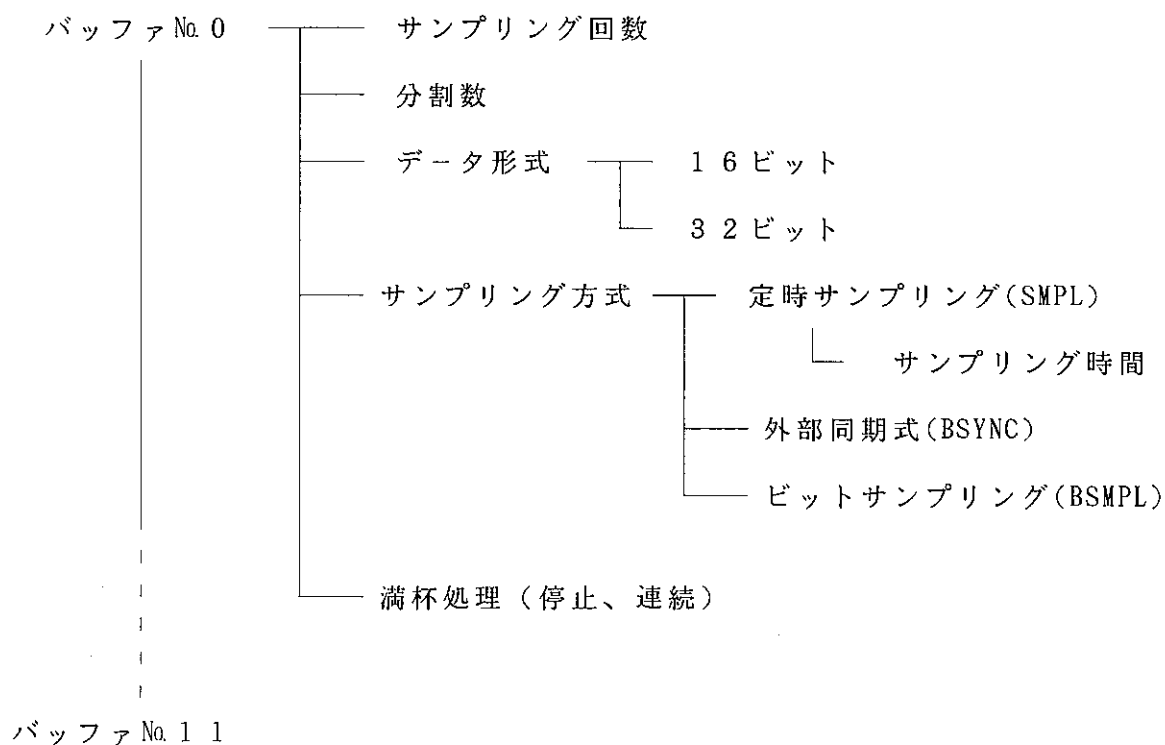 バッファ№0 サンプリング回数
分割数
データ形式 16ビット
32ビット
サンプリング方式 定時サンプリング(SMPL)
サンプリング時間
外部同期式(BSYNC)
ビットサンプリング(BSMPL)
満杯処理（停止、連続）
バッファ№11